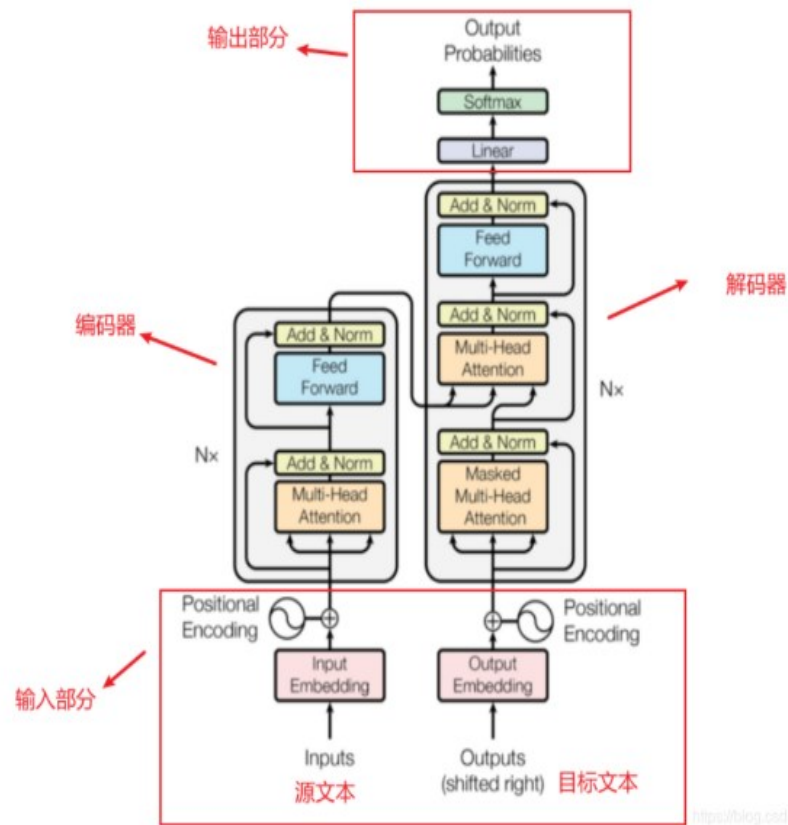 输出部分
Output
Probabilities
Softmax
Linear
Add & Norm
Feed
Forward
解码器
Add & Norm
Multi-Head
Attention
N×
Add & Norm
Masked
Multi-Head
Attention
编码器
Add & Norm
Feed
Forward
N×
Add & Norm
Multi-Head
Attention
Positional
Encoding
Positional
Encoding
输入部分
Input
Embedding
Output
Embedding
Inputs
源文本
Outputs
(shifted right)
目标文本
https://blog.csd